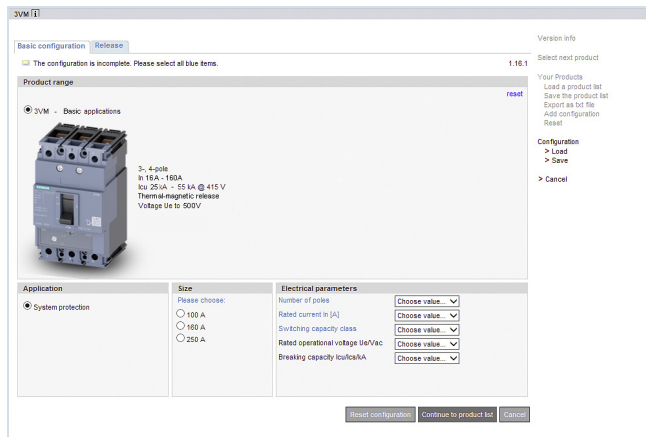 3VM i
Basic configuration Release
The configuration is incomplete. Please select all blue items. 1.16.1
Product range
reset
3VM - Basic applications
3-, 4-pole
In 16A - 160A
Icu 25 kA - 55 kA @ 415 V
Thermal-magnetic release
Voltage Ue to 500V
Application
System protection
Size
Please choose:
100 A
160 A
250 A
Electrical parameters
Number of poles Choose value...
Rated current In [A] Choose value...
Switching capacity class Choose value...
Rated operational voltage Ue/Vac Choose value...
Breaking capacity Icu/Ics/kA Choose value...
Reset configuration Continue to product list Cancel
Version info
Select next product
Your Products
Load a product list
Save the product list
Export as txt file
Add configuration
Reset
Configuration
> Load
> Save
> Cancel